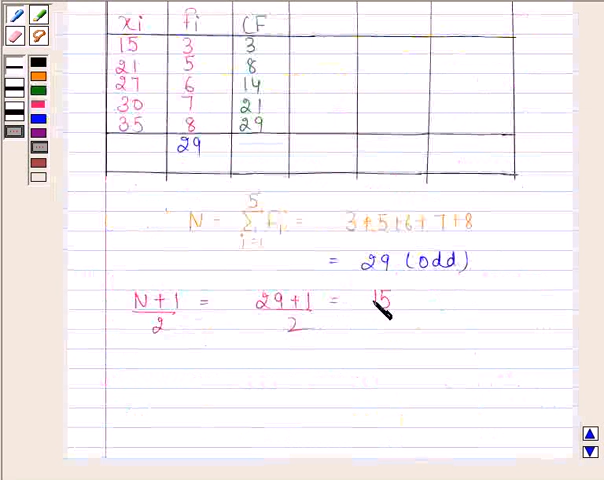 xi fi CF
15 3 3
21 5 8
27 6 14
30 7 21
35 8 29
29
N = 5 Σ i=1 fi = 3+5+6+7+8
= 29 (odd)
N+1/2 = 29+1/2 = 15